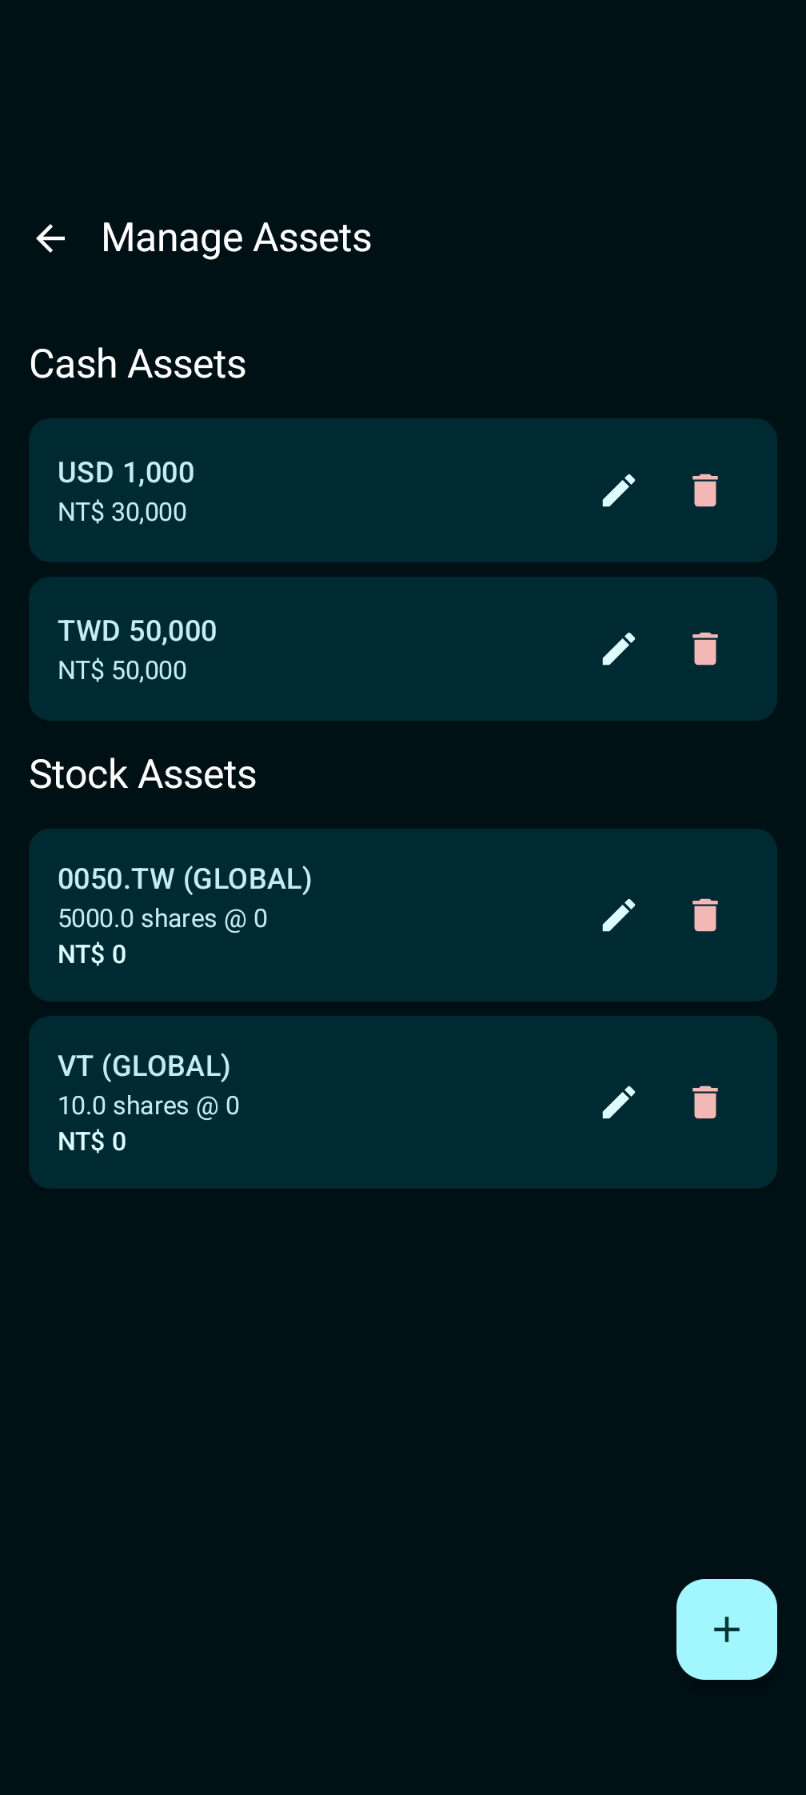 Manage Assets
Cash Assets
USD 1,000
NT$ 30,000
TWD 50,000
NT$ 50,000
Stock Assets
0050.TW (GLOBAL)
5000.0 shares @ 0
NT$ 0
VT (GLOBAL)
10.0 shares @ 0
NT$ 0